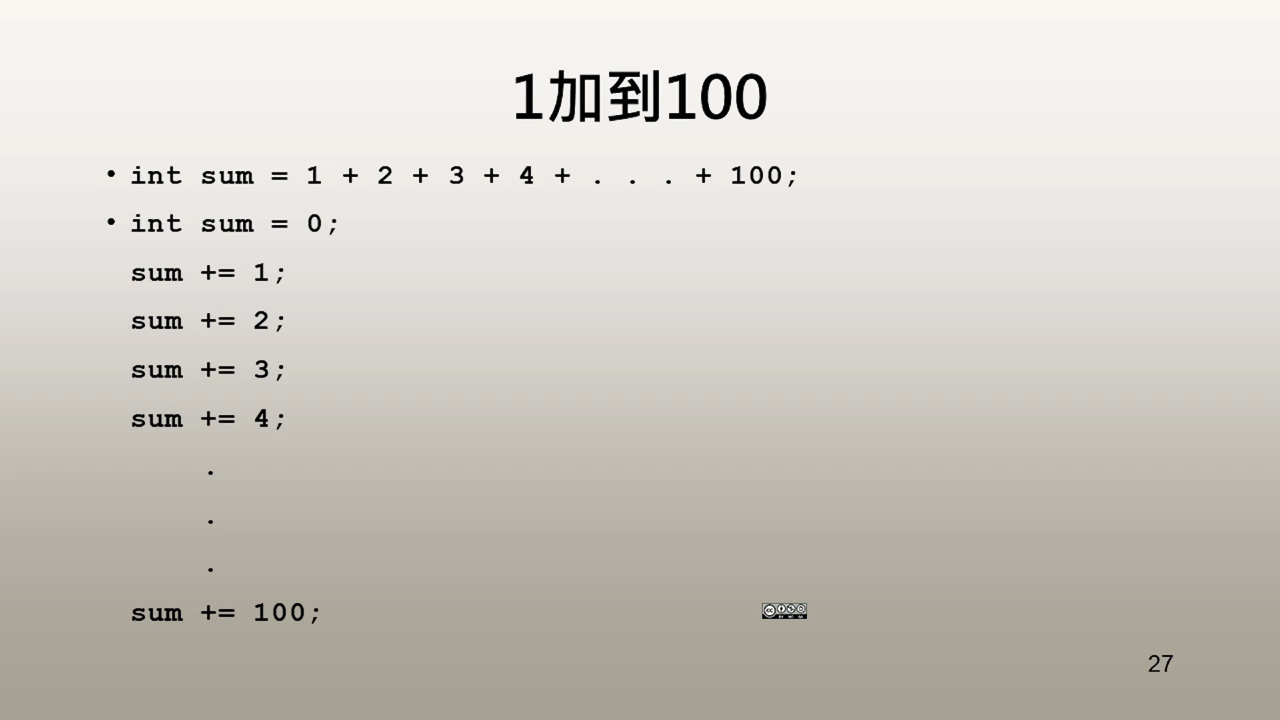 1加到100
• int sum = 1 + 2 + 3 + 4 + . . . + 100;
• int sum = 0;
sum += 1;
sum += 2;
sum += 3;
sum += 4;
.
.
.
sum += 100;
27